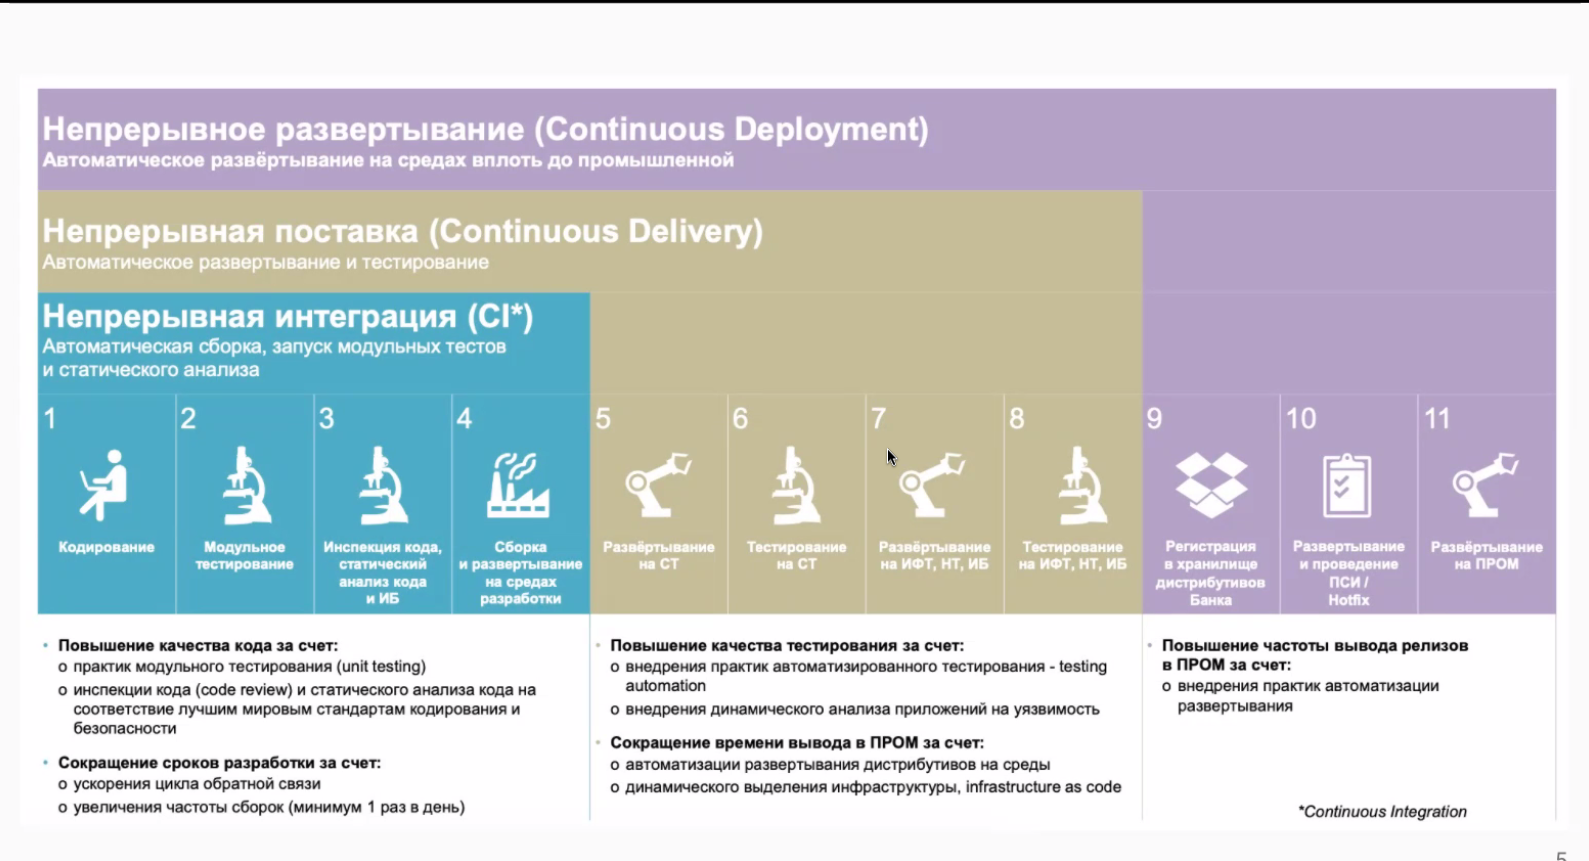 Непрерывное развертывание (Continuous Deployment)
Автоматическое развёртывание на средах вплоть до промышленной
Непрерывная поставка (Continuous Delivery)
Автоматическое развертывание и тестирование
Непрерывная интеграция (CI*)
Автоматическая сборка, запуск модульных тестов
и статического анализа
1
Кодирование
2
Модульное
тестирование
3
Инспекция кода,
статический
анализ кода
и ИБ
4
Сборка
и развертывание
на средах
разработки
5
Развёртывание
на СТ
6
Тестирование
на СТ
7
Развёртывание
на ИФТ, НТ, ИБ
8
Тестирование
на ИФТ, НТ, ИБ
9
Регистрация
в хранилище
дистрибутивов
Банка
10
Развертывание
и проведение
ПСИ /
Hotfix
11
Развёртывание
на ПРОМ
• Повышение качества кода за счет:
o практик модульного тестирования (unit testing)
o инспекции кода (code review) и статического анализа кода на
соответствие лучшим мировым стандартам кодирования и
безопасности
• Сокращение сроков разработки за счет:
o ускорения цикла обратной связи
o увеличения частоты сборок (минимум 1 раз в день)
• Повышение качества тестирования за счет:
o внедрения практик автоматизированного тестирования - testing
automation
o внедрения динамического анализа приложений на уязвимость
• Сокращение времени вывода в ПРОМ за счет:
o автоматизации развертывания дистрибутивов на среды
o динамического выделения инфраструктуры, infrastructure as code
• Повышение частоты вывода релизов
в ПРОМ за счет:
o внедрения практик автоматизации
развертывания
*Continuous Integration
5